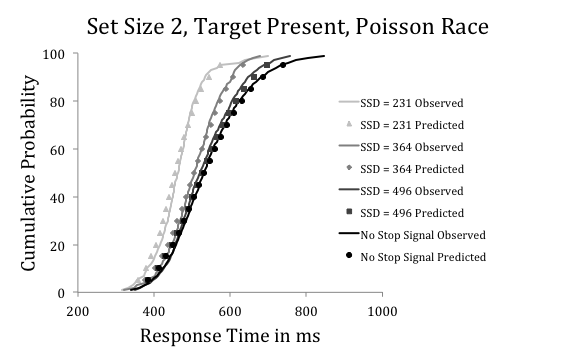 Set Size 2, Target Present, Poisson Race
Cumulative Probability
100
80
60
40
20
0
200
400
600
800
1000
Response Time in ms
SSD = 231 Observed
SSD = 231 Predicted
SSD = 364 Observed
SSD = 364 Predicted
SSD = 496 Observed
SSD = 496 Predicted
No Stop Signal Observed
No Stop Signal Predicted